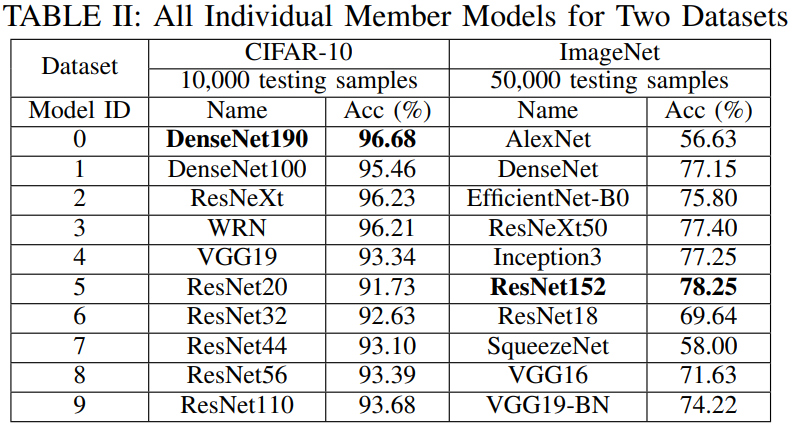 TABLE II: All Individual Member Models for Two Datasets
Dataset CIFAR-10 ImageNet
10,000 testing samples 50,000 testing samples
Model ID Name Acc (%) Name Acc (%)
0 DenseNet190 96.68 AlexNet 56.63
1 DenseNet100 95.46 DenseNet 77.15
2 ResNeXt 96.23 EfficientNet-B0 75.80
3 WRN 96.21 ResNeXt50 77.40
4 VGG19 93.34 Inception3 77.25
5 ResNet20 91.73 ResNet152 78.25
6 ResNet32 92.63 ResNet18 69.64
7 ResNet44 93.10 SqueezeNet 58.00
8 ResNet56 93.39 VGG16 71.63
9 ResNet110 93.68 VGG19-BN 74.22